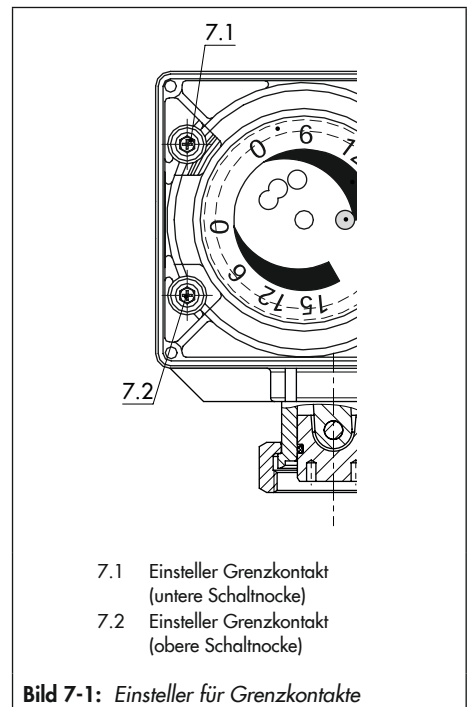 7.1
0 6 12
0
6
12 15
7.2
7.1 Einsteller Grenzkontakt
(untere Schaltnocke)
7.2 Einsteller Grenzkontakt
(obere Schaltnocke)
Bild 7-1: Einsteller für Grenzkontakte